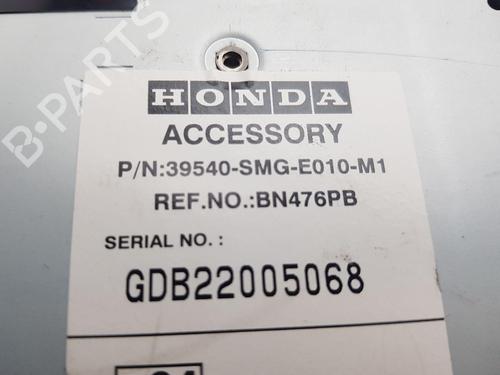 B-PARTS
HONDA
ACCESSORY
P/N:39540-SMG-E010-M1
REF.NO.:BN476PB
SERIAL NO. :
GDB22005068